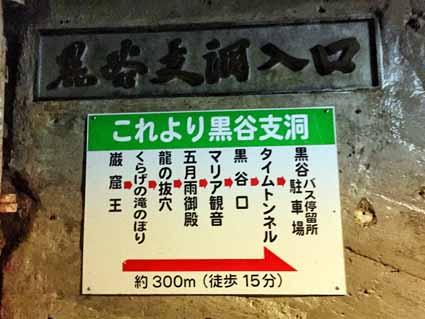 黒谷支洞入口
これより黒谷支洞
巌窟王
くらげの滝のぼり
龍の抜穴
五月雨御殿
マリア観音
黒谷口
タイムトンネル
黒谷バス停留所
駐車場
約300m（徒歩15分）